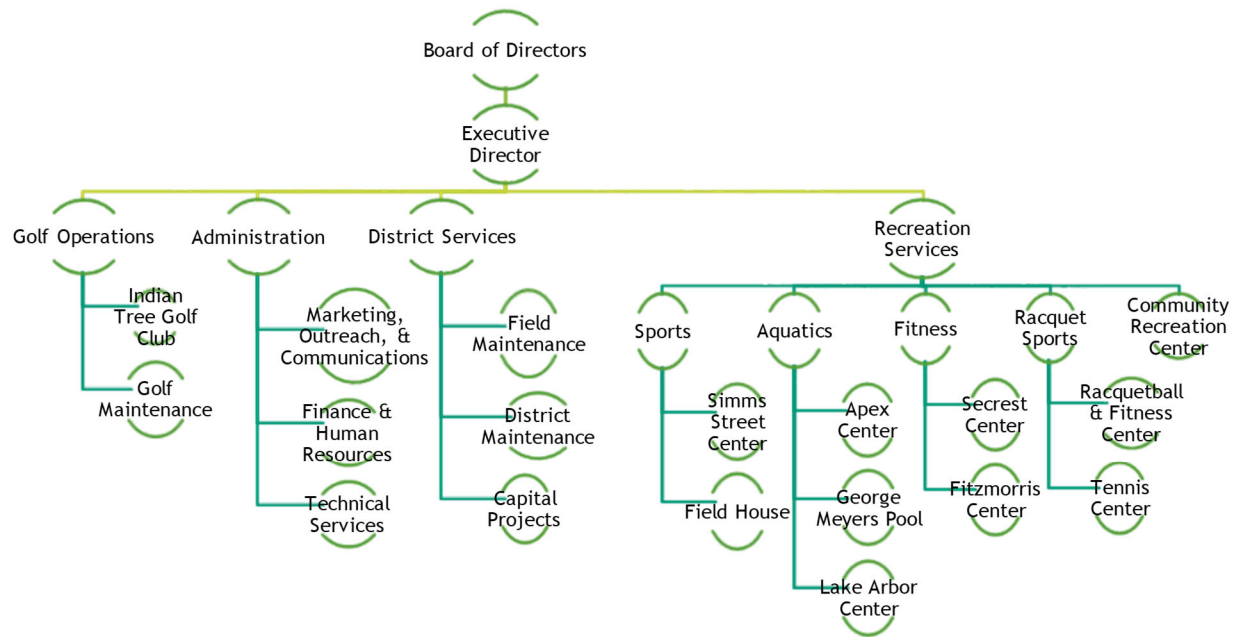 Board of Directors
Executive
Director
Golf Operations
Administration
District Services
Recreation
Services
Indian
Tree Golf
Club
Golf
Maintenance
Marketing,
Outreach, &
Communications
Finance &
Human
Resources
Technical
Services
Field
Maintenance
District
Maintenance
Capital
Projects
Sports
Simms
Street
Center
Field House
Aquatics
Apex
Center
George
Meyers Pool
Lake Arbor
Center
Fitness
Secrest
Center
Fitzmorris
Center
Racquet
Sports
Racquetball
& Fitness
Center
Tennis
Center
Community
Recreation
Center